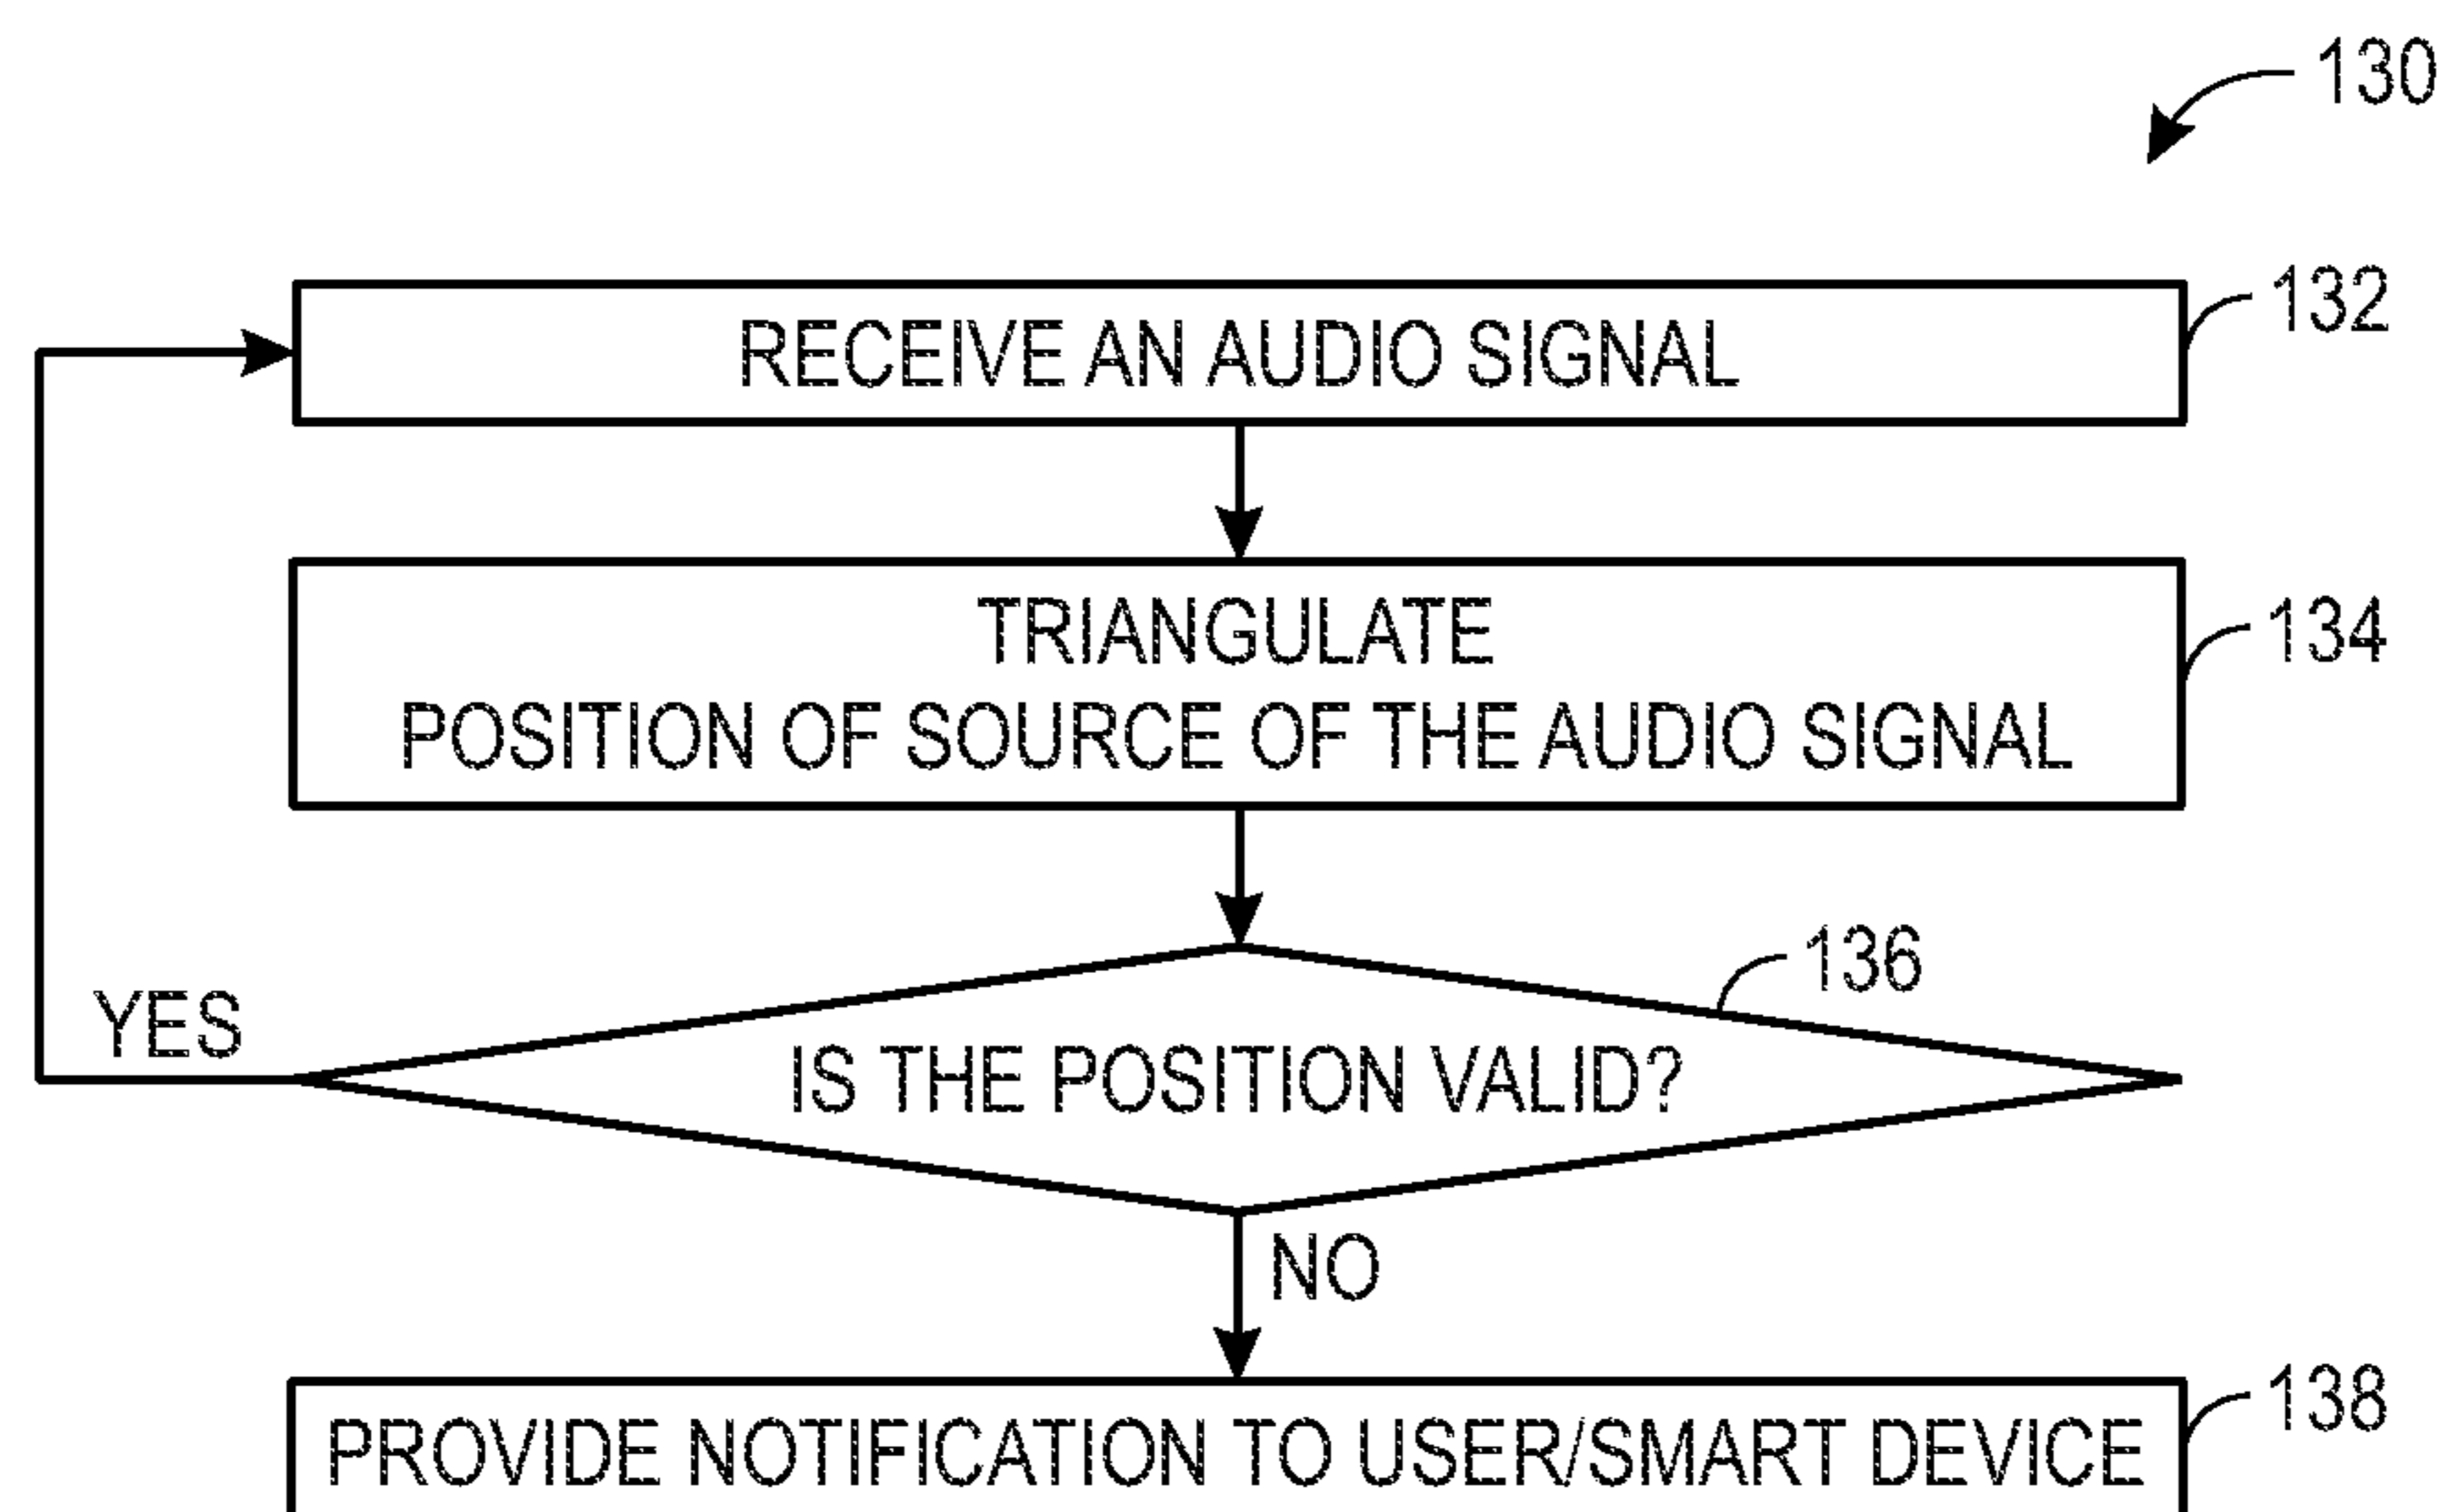 130
RECEIVE AN AUDIO SIGNAL
132
TRIANGULATE
POSITION OF SOURCE OF THE AUDIO SIGNAL
134
136
YES
IS THE POSITION VALID?
NO
138
PROVIDE NOTIFICATION TO USER/SMART DEVICE